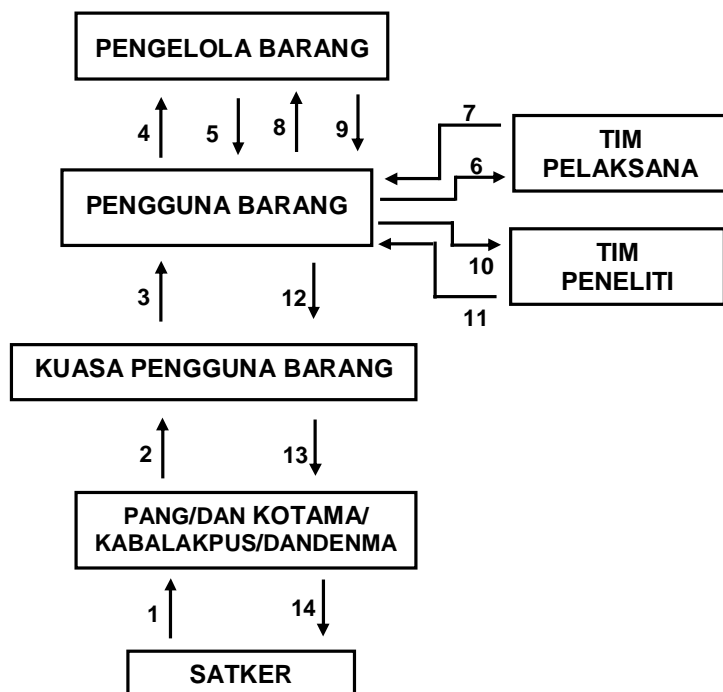 PENGELOLA BARANG
4
5
8
9
7
TIM
PELAKSANA
6
PENGGUNA BARANG
10
TIM
PENELITI
11
3
12
KUASA PENGGUNA BARANG
2
13
PANG/DAN KOTAMA/
KABALAKPUS/DANDENMA
1
14
SATKER